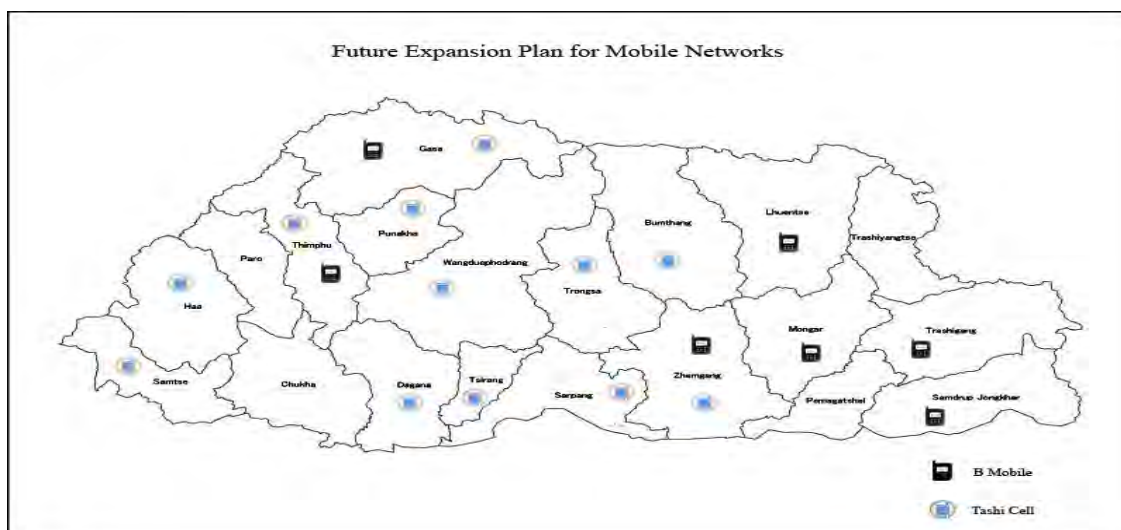 Future Expansion Plan for Mobile Networks
Gasa
Lhuentse
Bumthang
Punakha
Trashiyangtse
Thimphu
Paro
Wangduephodrang
Trongsa
Haa
Mongar
Trashigang
Zhemgang
Samtse
Chukha
Dagana
Tsirang
Sarpang
Pemagatshel
Samdrup Jongkhar
B Mobile
Tashi Cell